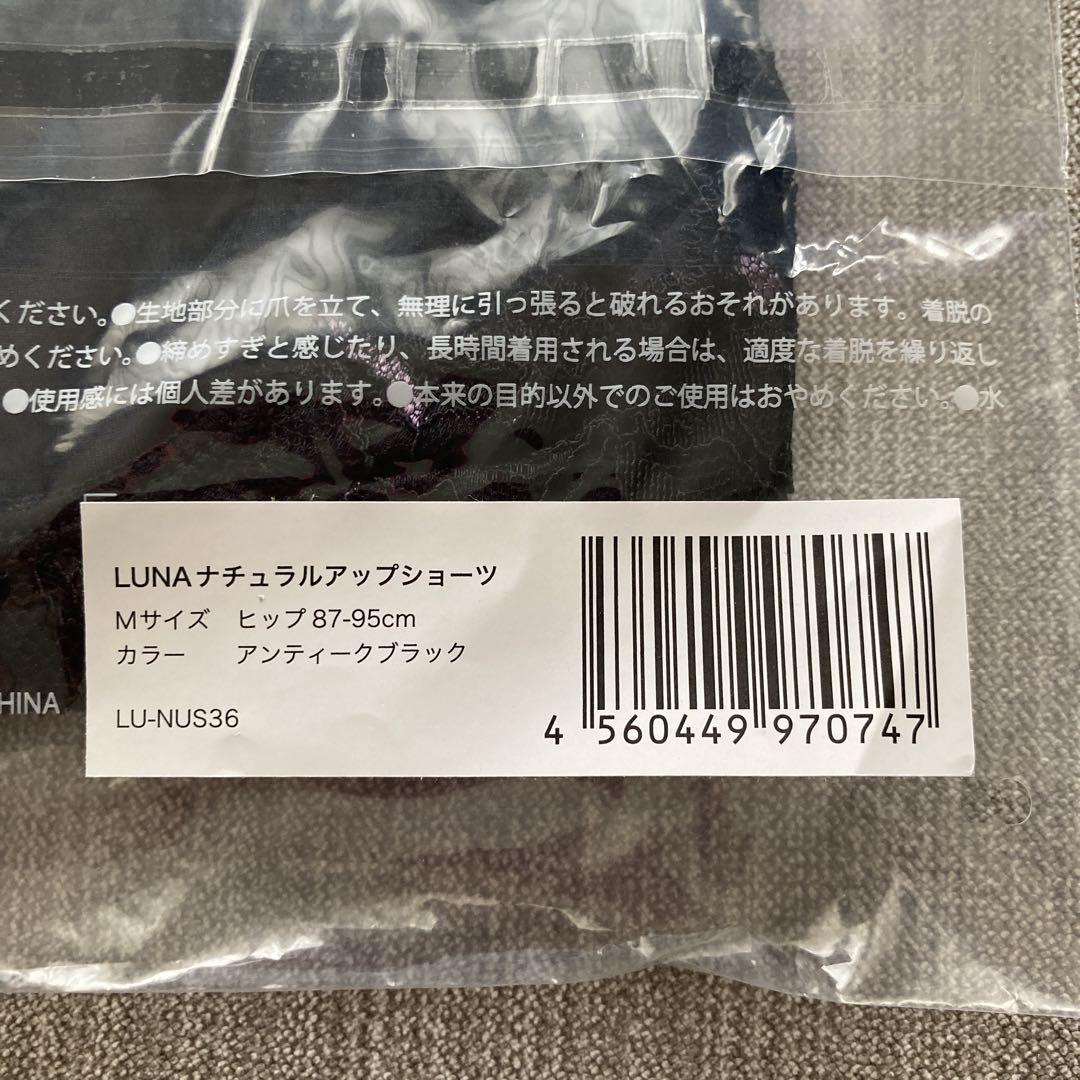 ください。●生地部分に爪を立て、無理に引っ張ると破れるおそれがあります。着脱の
めください。●締めすぎと感じたり、長時間着用される場合は、適度な着脱を繰り返し
●使用感には個人差があります。●本来の目的以外でのご使用はおやめください。●水
LUNAナチュラルアップショーツ
Mサイズ ヒップ 87-95cm
カラー アンティークブラック
HINA
LU-NUS36
4 560449 970747